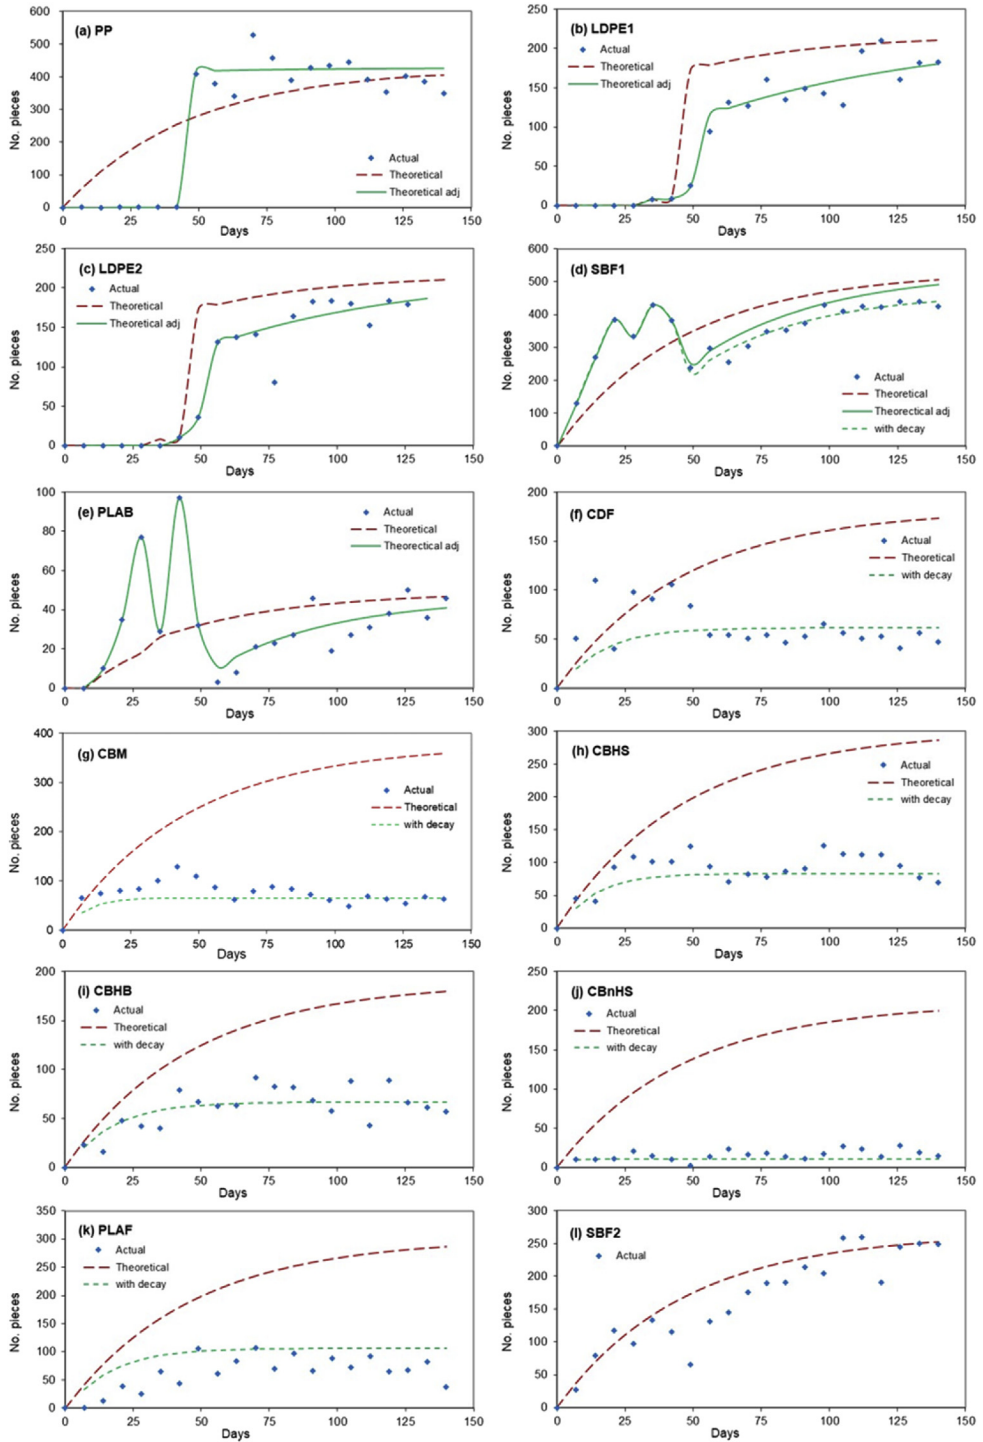 (a) PP
600
500
400
300
200
100
0
No. pieces
Actual
Theoretical
Theoretical adj
0 25 50 75 100 125 150
Days
(b) LDPE1
250
200
150
100
50
0
No. pieces
Actual
Theoretical
Theoretical adj
0 25 50 75 100 125 150
Days
(c) LDPE2
250
200
150
100
50
0
No. pieces
Actual
Theoretical
Theoretical adj
0 25 50 75 100 125 150
Days
(d) SBF1
600
500
400
300
200
100
0
No. pieces
Actual
Theoretical
Theorectical adj
with decay
0 25 50 75 100 125 150
Days
(e) PLAB
100
80
60
40
20
0
No. pieces
Actual
Theoretical
Theorectical adj
0 25 50 75 100 125 150
Days
(f) CDF
200
150
100
50
0
No. pieces
Actual
Theoretical
with decay
0 25 50 75 100 125 150
Days
(g) CBM
400
300
200
100
0
No. pieces
Actual
Theoretical
with decay
0 25 50 75 100 125 150
Days
(h) CBHS
300
250
200
150
100
50
0
No. pieces
Actual
Theoretical
with decay
0 25 50 75 100 125 150
Days
(i) CBHB
200
150
100
50
0
No. pieces
Actual
Theoretical
with decay
0 25 50 75 100 125 150
Days
(j) CBnHS
250
200
150
100
50
0
No. pieces
Actual
Theoretical
with decay
0 25 50 75 100 125 150
Days
(k) PLAF
350
300
250
200
150
100
50
0
No. pieces
Actual
Theoretical
with decay
0 25 50 75 100 125 150
Days
(l) SBF2
300
250
200
150
100
50
0
No. pieces
Actual
0 25 50 75 100 125 150
Days